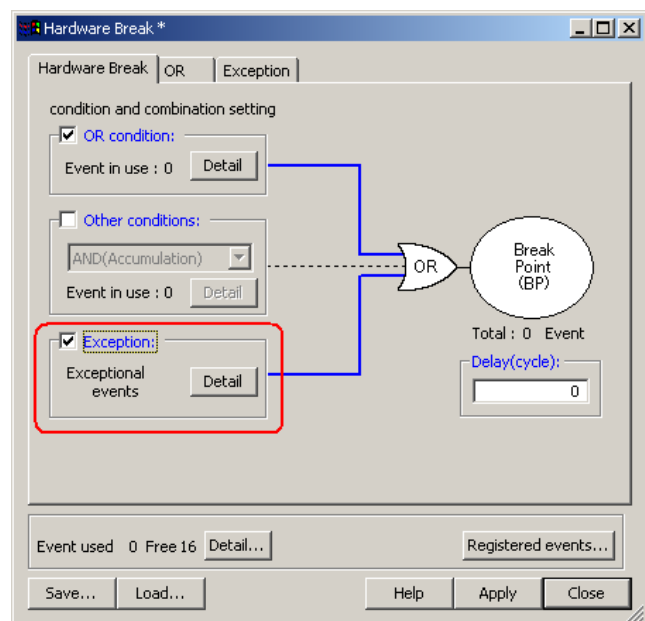 Hardware Break *
Hardware Break OR Exception
condition and combination setting
OR condition:
Event in use : 0 Detail
Other conditions:
AND(Accumulation)
Event in use : 0 Detail
Exception:
Exceptional
events
Detail
OR
Break
Point
(BP)
Total : 0 Event
Delay(cycle):
0
Event used 0 Free 16 Detail... Registered events...
Save... Load... Help Apply Close